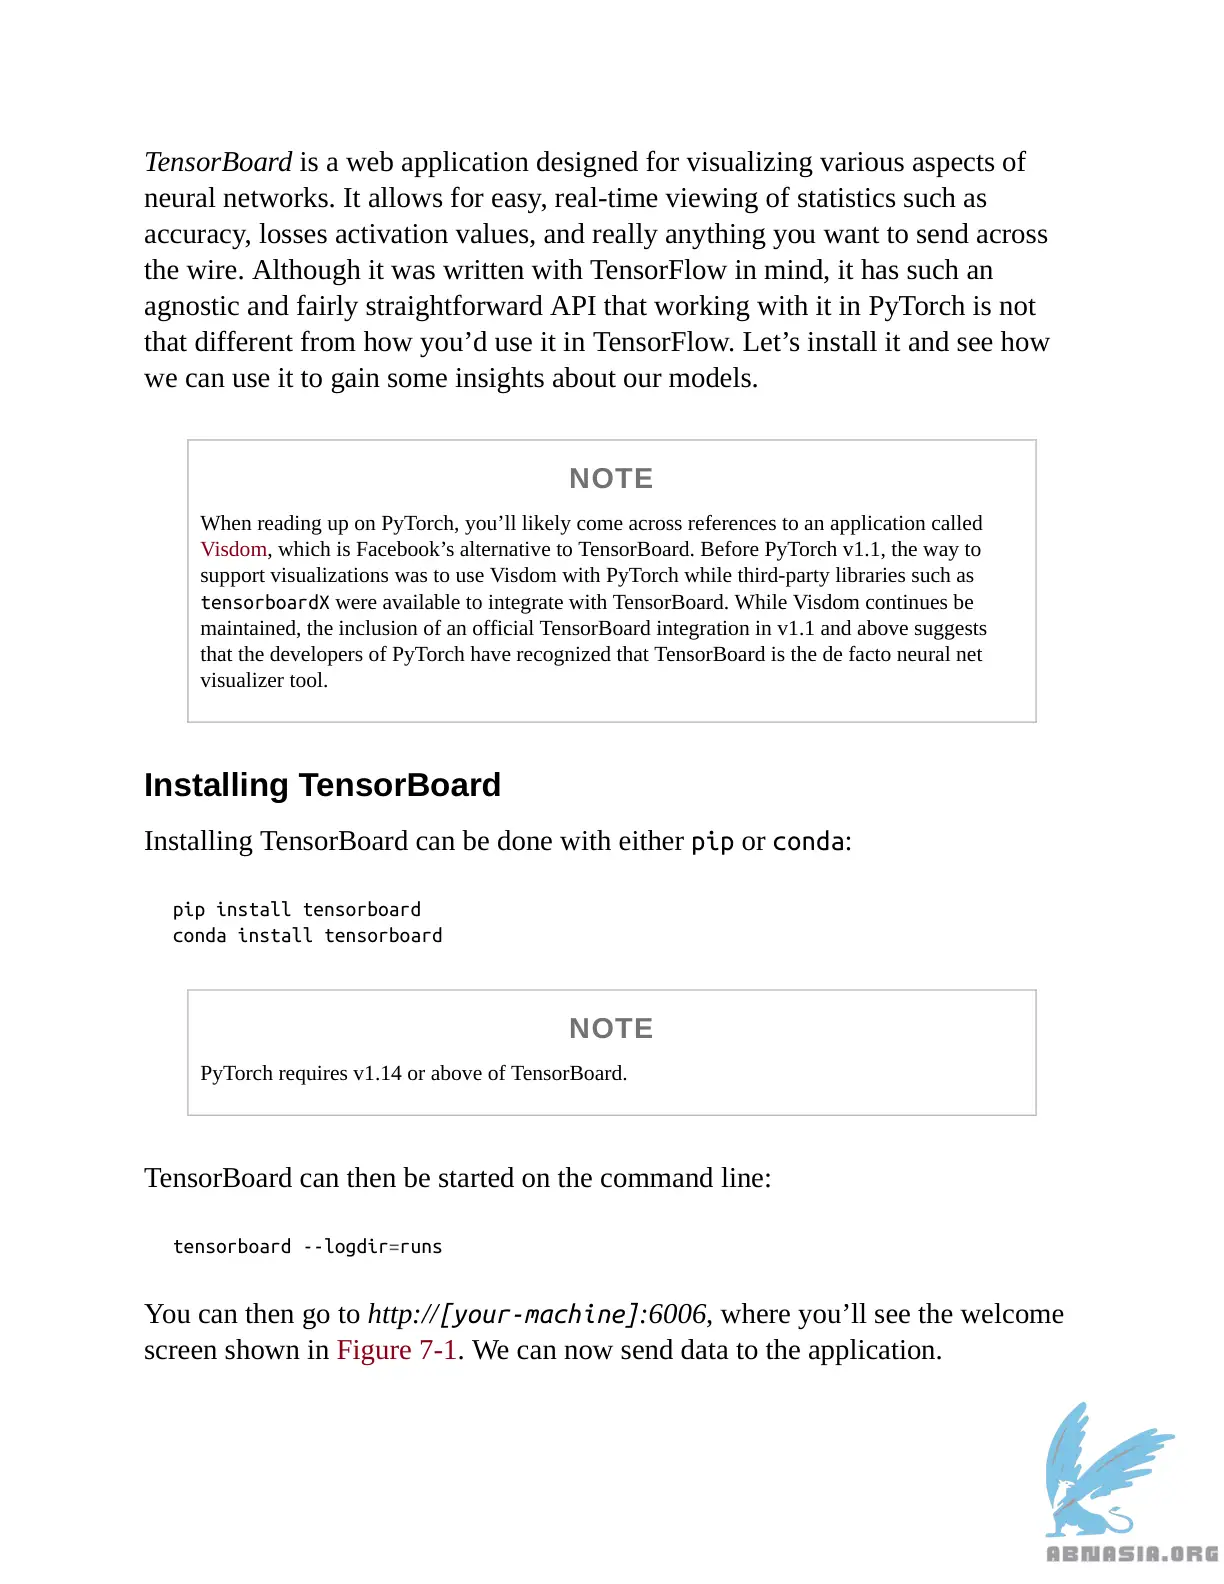 TensorBoard is a web application designed for visualizing various aspects of
neural networks. It allows for easy, real-time viewing of statistics such as
accuracy, losses activation values, and really anything you want to send across
the wire. Although it was written with TensorFlow in mind, it has such an
agnostic and fairly straightforward API that working with it in PyTorch is not
that different from how you’d use it in TensorFlow. Let’s install it and see how
we can use it to gain some insights about our models.
NOTE
When reading up on PyTorch, you’ll likely come across references to an application called
Visdom, which is Facebook’s alternative to TensorBoard. Before PyTorch v1.1, the way to
support visualizations was to use Visdom with PyTorch while third-party libraries such as
tensorboardX were available to integrate with TensorBoard. While Visdom continues be
maintained, the inclusion of an official TensorBoard integration in v1.1 and above suggests
that the developers of PyTorch have recognized that TensorBoard is the de facto neural net
visualizer tool.
Installing TensorBoard
Installing TensorBoard can be done with either pip or conda:
pip install tensorboard
conda install tensorboard
NOTE
PyTorch requires v1.14 or above of TensorBoard.
TensorBoard can then be started on the command line:
tensorboard --logdir=runs
You can then go to http://[your-machine]:6006, where you’ll see the welcome
screen shown in Figure 7-1. We can now send data to the application.
ABNASIA.ORG